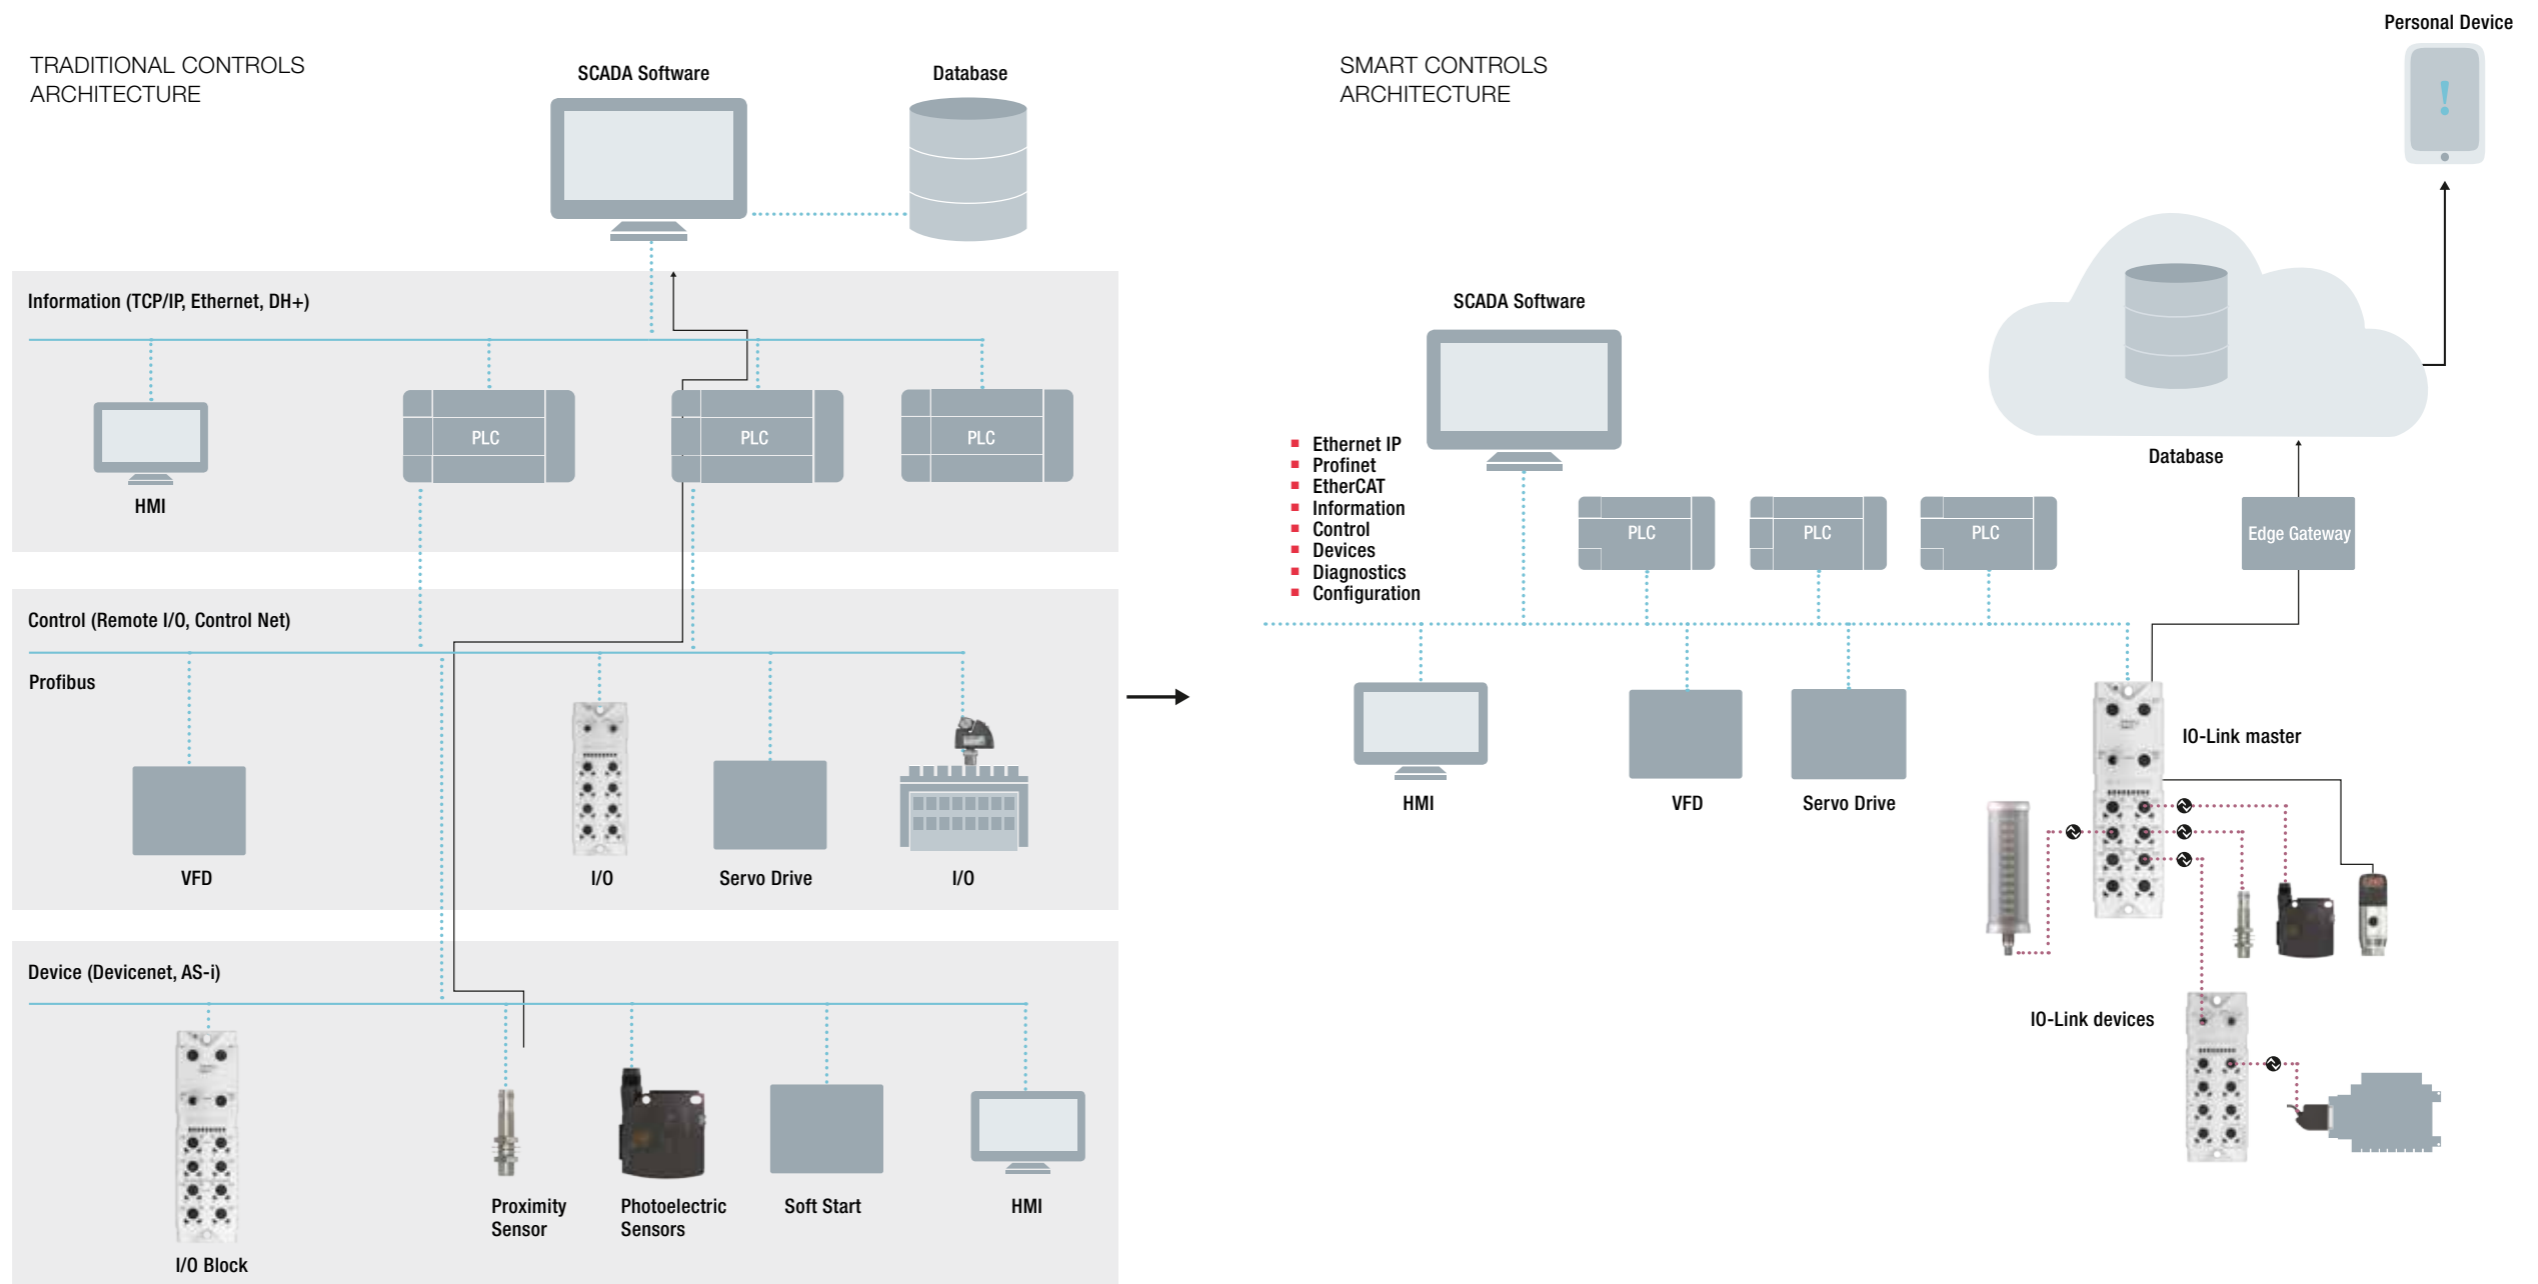 TRADITIONAL CONTROLS
ARCHITECTURE
SCADA Software
Database
Information (TCP/IP, Ethernet, DH+)
HMI
PLC
PLC
PLC
Control (Remote I/O, Control Net)
Profibus
VFD
I/O
Servo Drive
I/O
Device (Devicenet, AS-i)
I/O Block
Proximity
Sensor
Photoelectric
Sensors
Soft Start
HMI
SMART CONTROLS
ARCHITECTURE
Personal Device
!
SCADA Software
Ethernet IP
Profinet
EtherCAT
Information
Control
Devices
Diagnostics
Configuration
PLC
PLC
PLC
Database
Edge Gateway
HMI
VFD
Servo Drive
IO-Link master
IO-Link devices